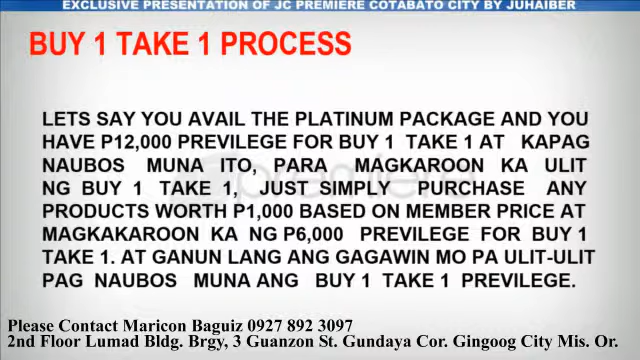 EXCLUSIVE PRESENTATION OF JC PREMIERE COTABATO CITY BY JUHAIBER
BUY 1 TAKE 1 PROCESS
LETS SAY YOU AVAIL THE PLATINUM PACKAGE AND YOU
HAVE P12,000 PREVILEGE FOR BUY 1 TAKE 1 AT KAPAG
NAUBOS MUNA ITO, PARA MAGKAROON KA ULIT
NG BUY 1 TAKE 1, JUST SIMPLY PURCHASE ANY
PRODUCTS WORTH P1,000 BASED ON MEMBER PRICE AT
MAGKAKAROON KA NG P6,000 PREVILEGE FOR BUY 1
TAKE 1. AT GANUN LANG ANG GAGAWIN MO PA ULIT-ULIT
PAG NAUBOS MUNA ANG BUY 1 TAKE 1 PREVILEGE.
premiere
Please Contact Maricon Baguiz 0927 892 3097
2nd Floor Lumad Bldg. Brgy, 3 Guanzon St. Gundaya Cor. Gingoog City Mis. Or.